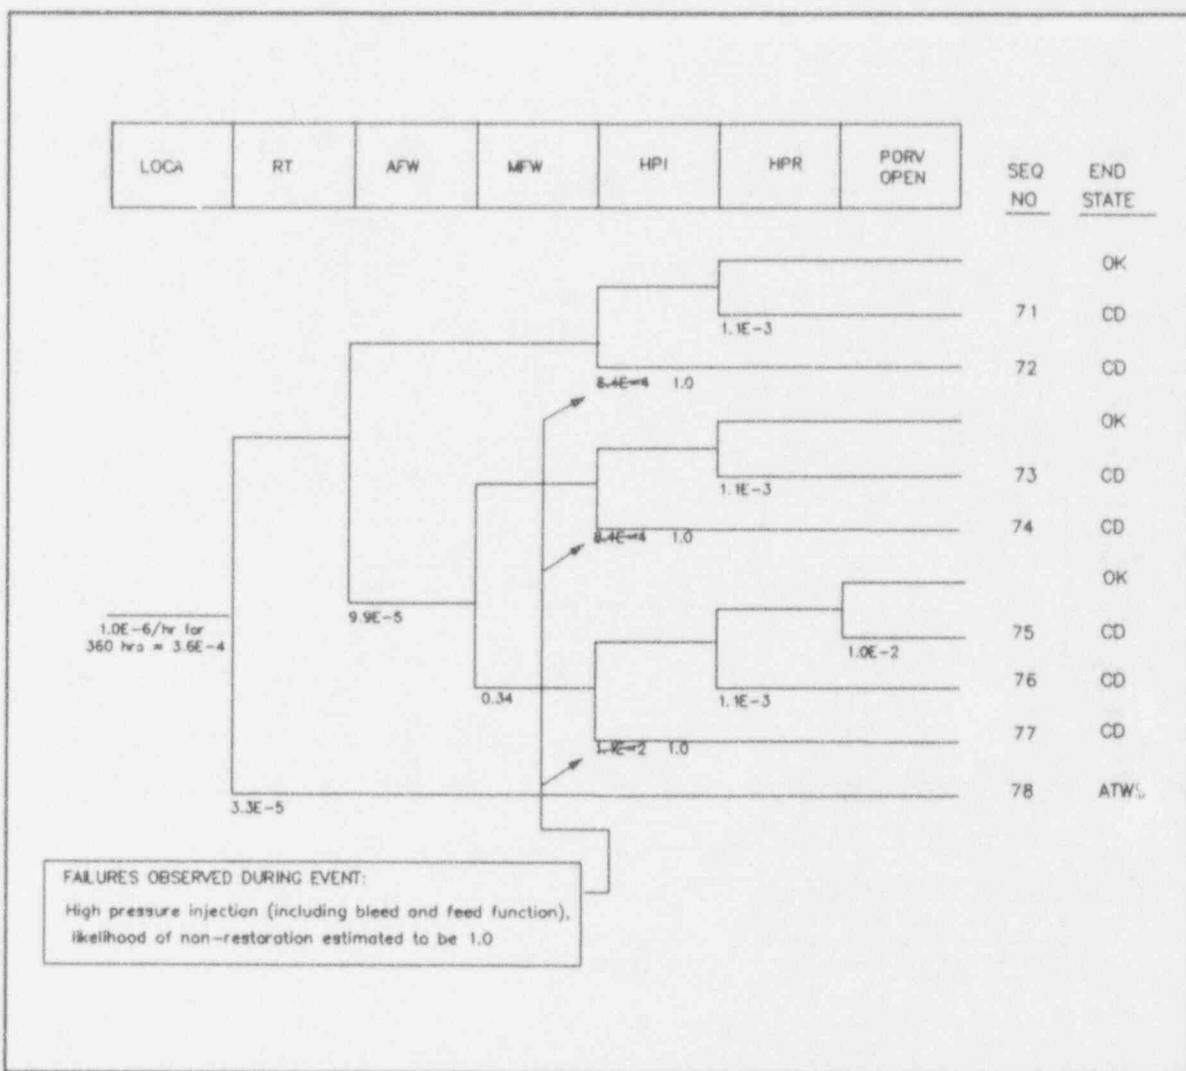 LOCA RT AFW MFW HPI HPR PORV OPEN SEQ NO END STATE
OK
71 CD
1.1E-3
72 CD
8.4E-4 1.0
OK
73 CD
1.1E-3
74 CD
8.4E-4 1.0
OK
9.9E-5
1.0E-6/hr for
360 hrs = 3.6E-4
75 CD
1.0E-2
76 CD
0.34
1.1E-3
77 CD
1.0
78 ATWS
3.3E-5
FAILURES OBSERVED DURING EVENT:
High pressure injection (including bleed and feed function),
likelihood of non-restoration estimated to be 1.0